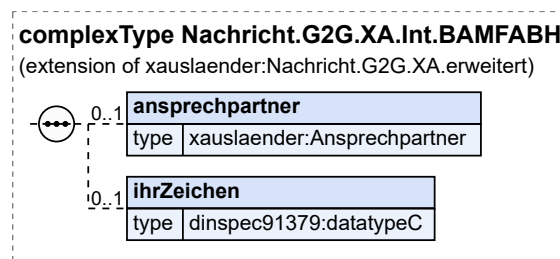 complexType Nachricht.G2G.XA.Int.BAMFABH
(extension of xauslaender:Nachricht.G2G.XA.erweitert)
0..1 ansprechpartner
type xauslaender:Ansprechpartner
0..1 ihrZeichen
type dinspec91379:datatypeC